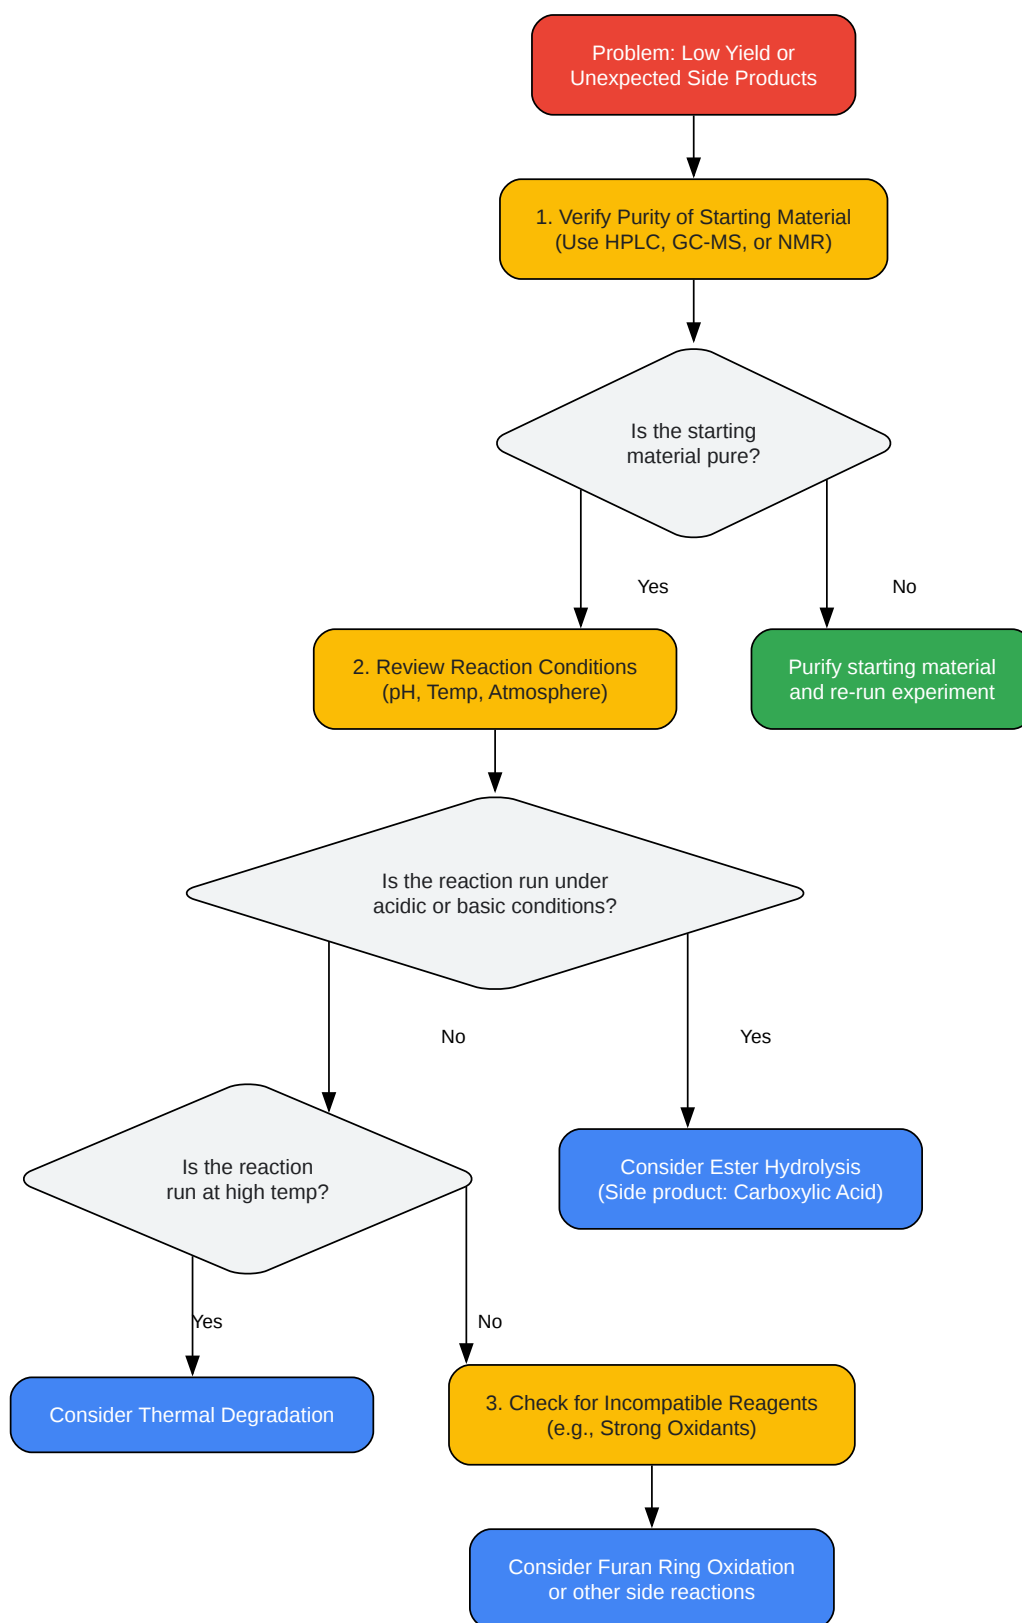 Problem: Low Yield or
Unexpected Side Products
1. Verify Purity of Starting Material
(Use HPLC, GC-MS, or NMR)
Is the starting
material pure?
Yes
No
2. Review Reaction Conditions
(pH, Temp, Atmosphere)
Purify starting material
and re-run experiment
Is the reaction run under
acidic or basic conditions?
No
Yes
Is the reaction
run at high temp?
Consider Ester Hydrolysis
(Side product: Carboxylic Acid)
Yes
No
Consider Thermal Degradation
3. Check for Incompatible Reagents
(e.g., Strong Oxidants)
Consider Furan Ring Oxidation
or other side reactions